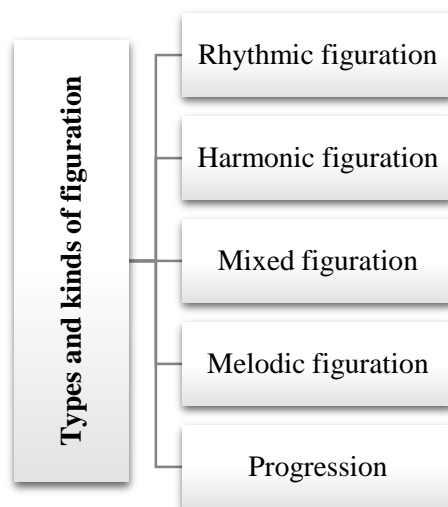 Types and kinds of figuration
Rhythmic figuration
Harmonic figuration
Mixed figuration
Melodic figuration
Progression